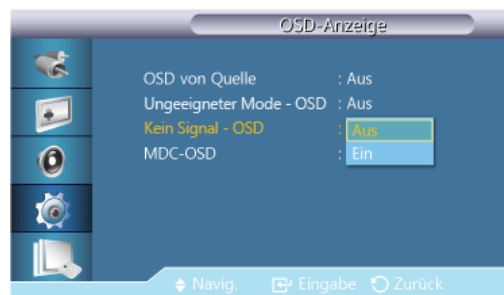 OSD-Anzeige
OSD von Quelle : Aus
Ungeeigneter Mode - OSD : Aus
Kein Signal - OSD : Aus
MDC-OSD : Ein
Navig. Eingabe Zurück